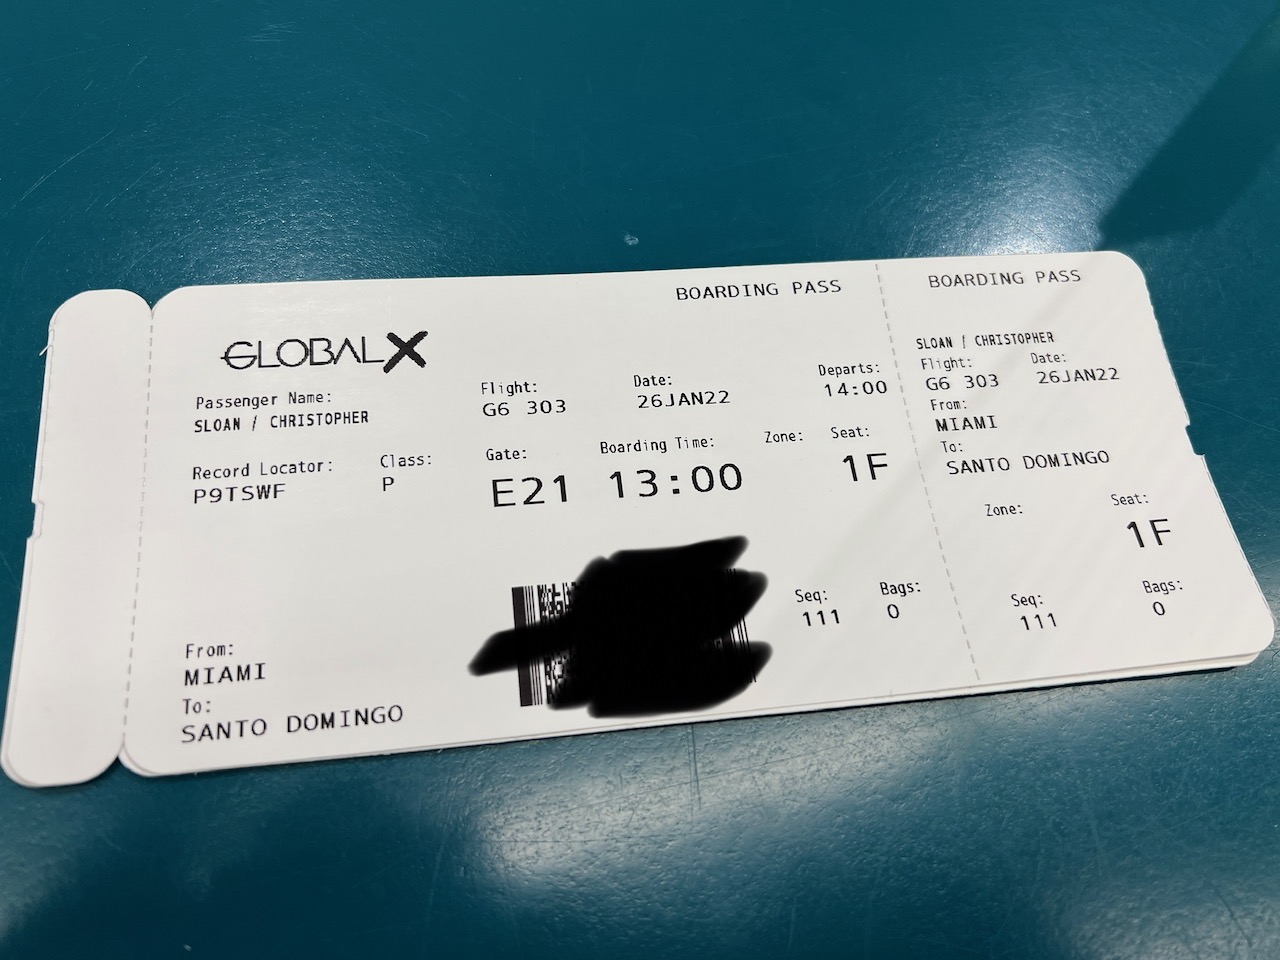 BOARDING PASS
GLOBALX
Passenger Name:
SLOAN / CHRISTOPHER
Flight:
G6 303
Date:
26JAN22
Departs:
14:00
Record Locator:
P9TSWF
Class:
P
Gate:
E21
Boarding Time:
13:00
Zone:
Seat:
1F
From:
MIAMI
To:
SANTO DOMINGO
Seq:
111
Bags:
0
BOARDING PASS
SLOAN / CHRISTOPHER
Flight:
G6 303
Date:
26JAN22
From:
MIAMI
To:
SANTO DOMINGO
Zone:
Seat:
1F
Seq:
111
Bags:
0